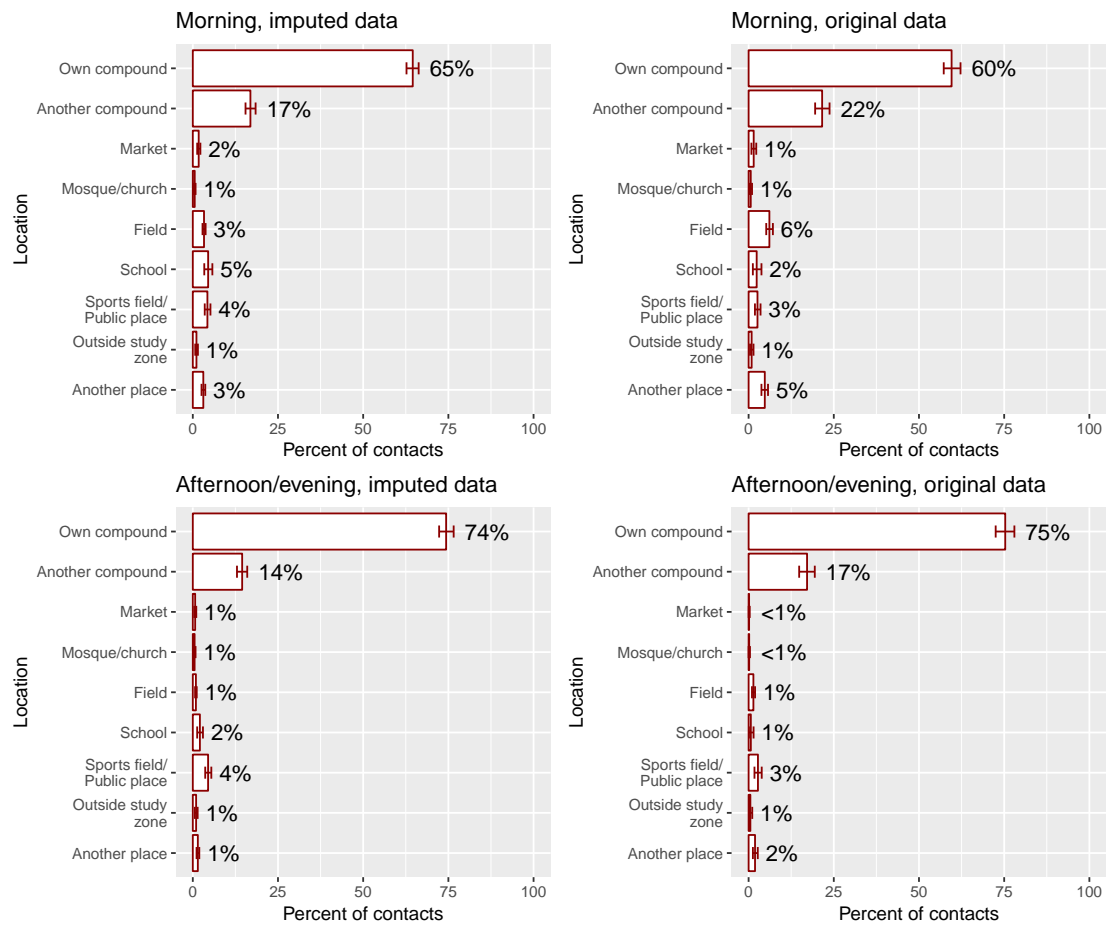 Morning, imputed data
Location
Own compound
65%
Another compound
17%
Market
2%
Mosque/church
1%
Field
3%
School
5%
Sports field/
Public place
4%
Outside study
zone
1%
Another place
3%
0 25 50 75 100
Percent of contacts
Morning, original data
Location
Own compound
60%
Another compound
22%
Market
1%
Mosque/church
1%
Field
6%
School
2%
Sports field/
Public place
3%
Outside study
zone
1%
Another place
5%
0 25 50 75 100
Percent of contacts
Afternoon/evening, imputed data
Location
Own compound
74%
Another compound
14%
Market
1%
Mosque/church
1%
Field
1%
School
2%
Sports field/
Public place
4%
Outside study
zone
1%
Another place
1%
0 25 50 75 100
Percent of contacts
Afternoon/evening, original data
Location
Own compound
75%
Another compound
17%
Market
<1%
Mosque/church
<1%
Field
1%
School
1%
Sports field/
Public place
3%
Outside study
zone
1%
Another place
2%
0 25 50 75 100
Percent of contacts